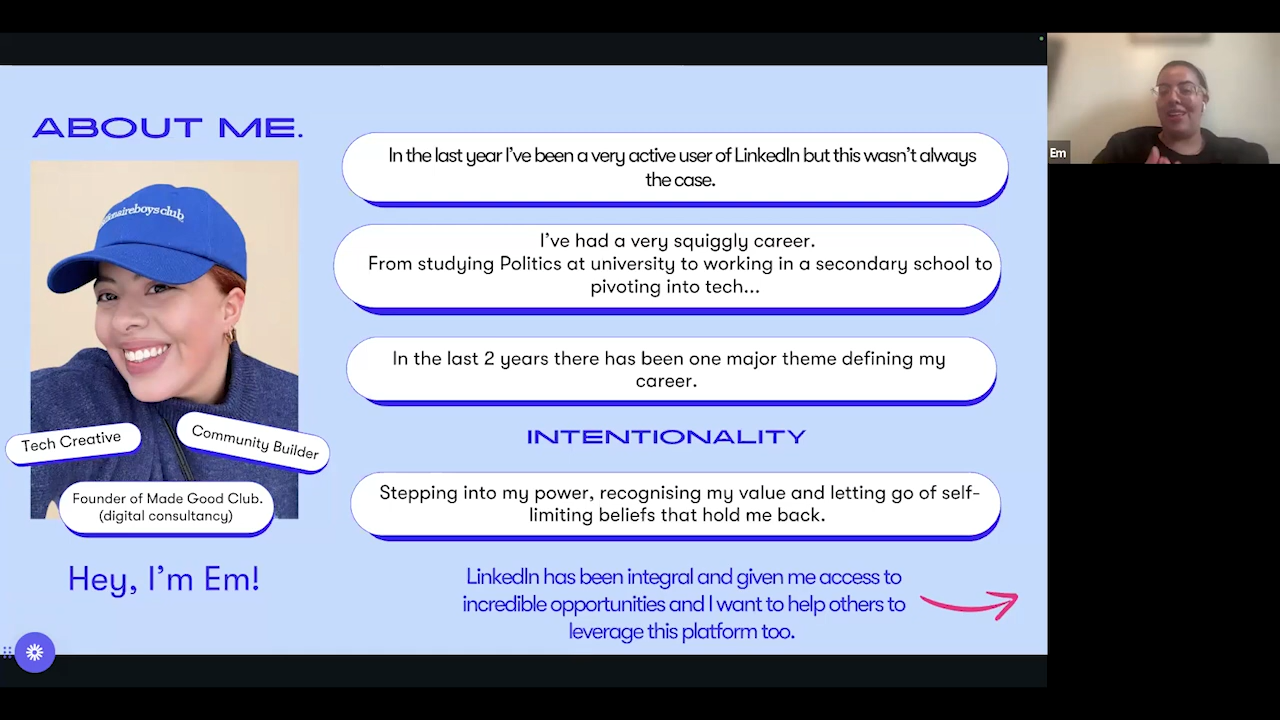 ABOUT ME.
In the last year I've been a very active user of LinkedIn but this wasn't always
the case.
I've had a very squiggly career.
From studying Politics at university to working in a secondary school to
pivoting into tech...
In the last 2 years there has been one major theme defining my
career.
INTENTIONALITY
Stepping into my power, recognising my value and letting go of self-
limiting beliefs that hold me back.
LinkedIn has been integral and given me access to
incredible opportunities and I want to help others to
leverage this platform too.
boys club
Tech Creative
Community Builder
Founder of Made Good Club.
(digital consultancy)
Hey, I'm Em!
Em